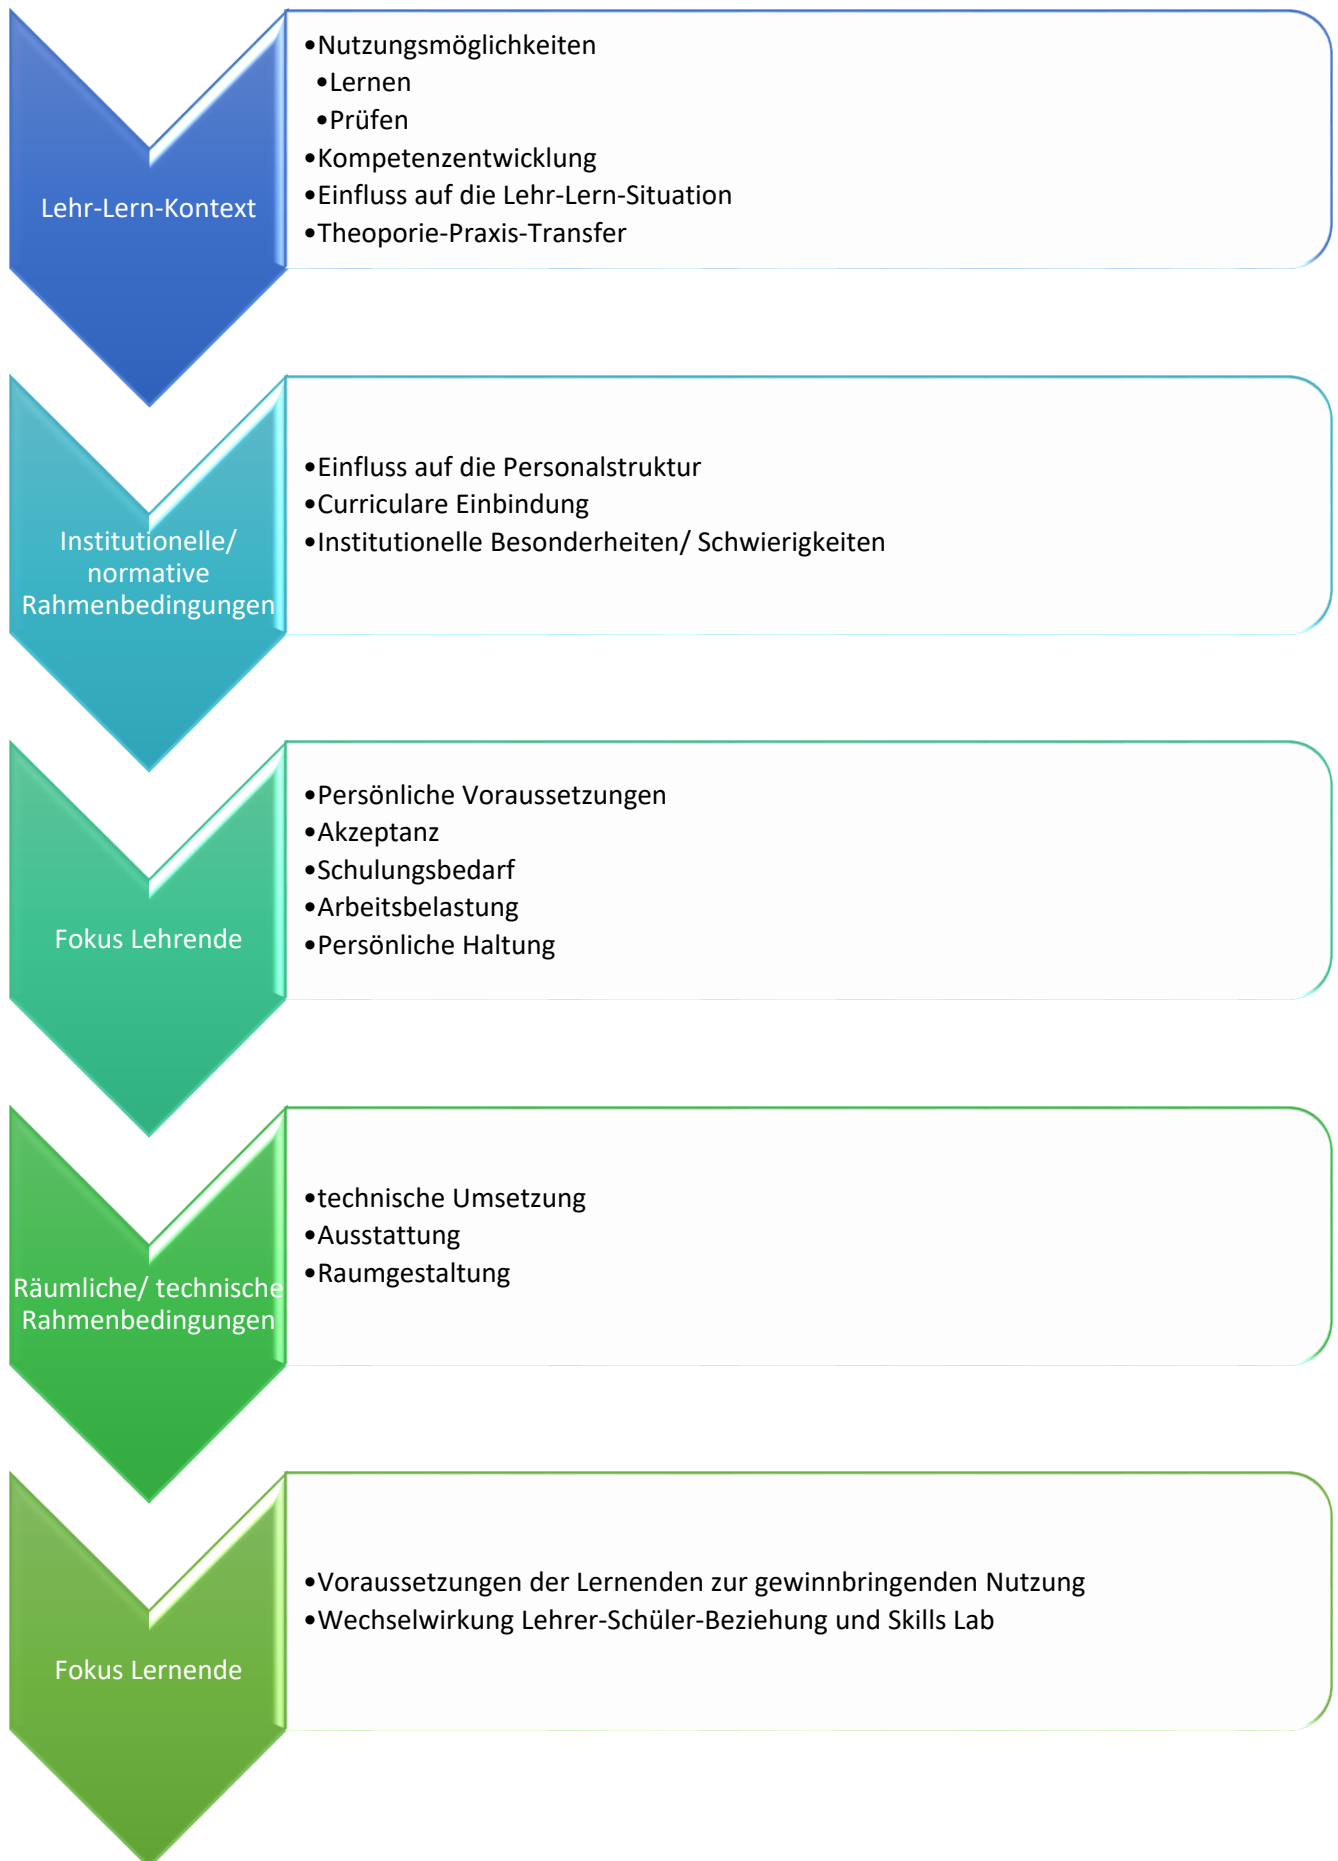 Lehr-Lern-Kontext
•Nutzungsmöglichkeiten
•Lernen
•Prüfen
•Kompetenzentwicklung
•Einfluss auf die Lehr-Lern-Situation
•Theoporie-Praxis-Transfer
Institutionelle/
normative
Rahmenbedingungen
•Einfluss auf die Personalstruktur
•Curriculare Einbindung
•Institutionelle Besonderheiten/ Schwierigkeiten
Fokus Lehrende
•Persönliche Voraussetzungen
•Akzeptanz
•Schulungsbedarf
•Arbeitsbelastung
•Persönliche Haltung
Räumliche/ technische
Rahmenbedingungen
•technische Umsetzung
•Ausstattung
•Raumgestaltung
Fokus Lernende
•Voraussetzungen der Lernenden zur gewinnbringenden Nutzung
•Wechselwirkung Lehrer-Schüler-Beziehung und Skills Lab